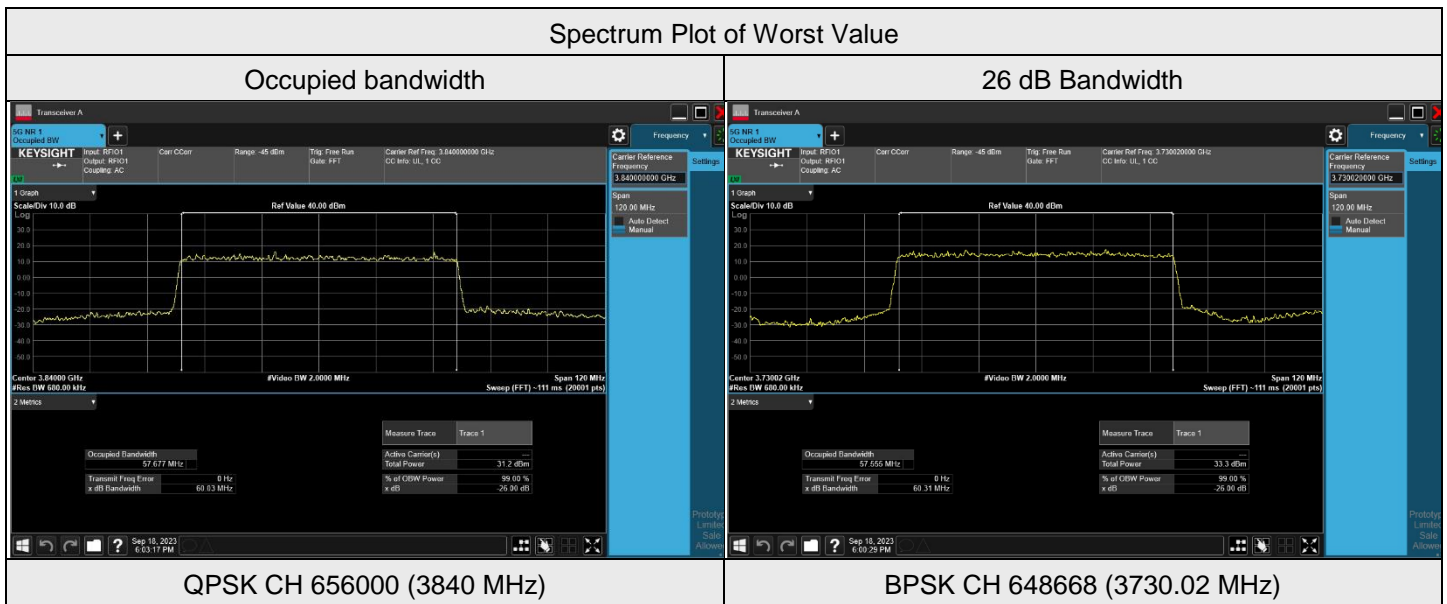 Spectrum Plot of Worst Value
Occupied bandwidth
26 dB Bandwidth
Transceiver A
5G NR 1
Occupied BW
+
Frequency
KEYSIGHT
Input: RFIO1
Output: RFIO1
Coupling: AC
Corr CCorr
Range: -45 dBm
Trig: Free Run
Gate: FFT
Carrier Ref Freq: 3.840000000 GHz
CC Info: UL, 1 CC
Carrier Reference
Frequency
3.840000000 GHz
Settings
Span
120.00 MHz
Auto Detect
Manual
1 Graph
Scale/Div 10.0 dB
Ref Value 40.00 dBm
Log
30.0
20.0
10.0
0.00
-10.0
-20.0
-30.0
-40.0
-50.0
Center 3.84000 GHz
#Video BW 2.0000 MHz
Span 120 MHz
#Res BW 680.00 kHz
Sweep (FFT) ~111 ms (20001 pts)
2 Metrics
Measure Trace Trace 1
Occupied Bandwidth
57.677 MHz
Active Carrier(s) ---
Total Power 31.2 dBm
Transmit Freq Error 0 Hz
x dB Bandwidth 60.03 MHz
% of OBW Power 99.00 %
x dB -26.00 dB
Sep 18, 2023
6:03:17 PM
?
Transceiver A
5G NR 1
Occupied BW
+
Frequency
KEYSIGHT
Input: RFIO1
Output: RFIO1
Coupling: AC
Corr CCorr
Range: -45 dBm
Trig: Free Run
Gate: FFT
Carrier Ref Freq: 3.730020000 GHz
CC Info: UL, 1 CC
Carrier Reference
Frequency
3.730020000 GHz
Settings
Span
120.00 MHz
Auto Detect
Manual
1 Graph
Scale/Div 10.0 dB
Ref Value 40.00 dBm
Log
30.0
20.0
10.0
0.00
-10.0
-20.0
-30.0
-40.0
-50.0
Center 3.73002 GHz
#Video BW 2.0000 MHz
Span 120 MHz
#Res BW 680.00 kHz
Sweep (FFT) ~111 ms (20001 pts)
2 Metrics
Measure Trace Trace 1
Occupied Bandwidth
57.555 MHz
Active Carrier(s) ---
Total Power 33.3 dBm
Transmit Freq Error 0 Hz
x dB Bandwidth 60.31 MHz
% of OBW Power 99.00 %
x dB -26.00 dB
Sep 18, 2023
6:00:29 PM
?
QPSK CH 656000 (3840 MHz)
BPSK CH 648668 (3730.02 MHz)